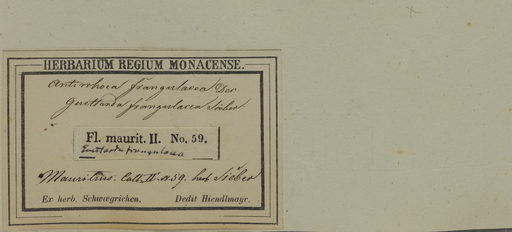 HERBARIUM REGIUM MONACENSE.
Antirrhoea frangulacea Dec
Guettarda frangulacea Sieber
Fl. maurit. II. No. 59.
frangulacea
Mauritius. Coll. II. n. 59. herb Sieber
Ex herb. Schwægrichen. Dedit Hiendlmayr.